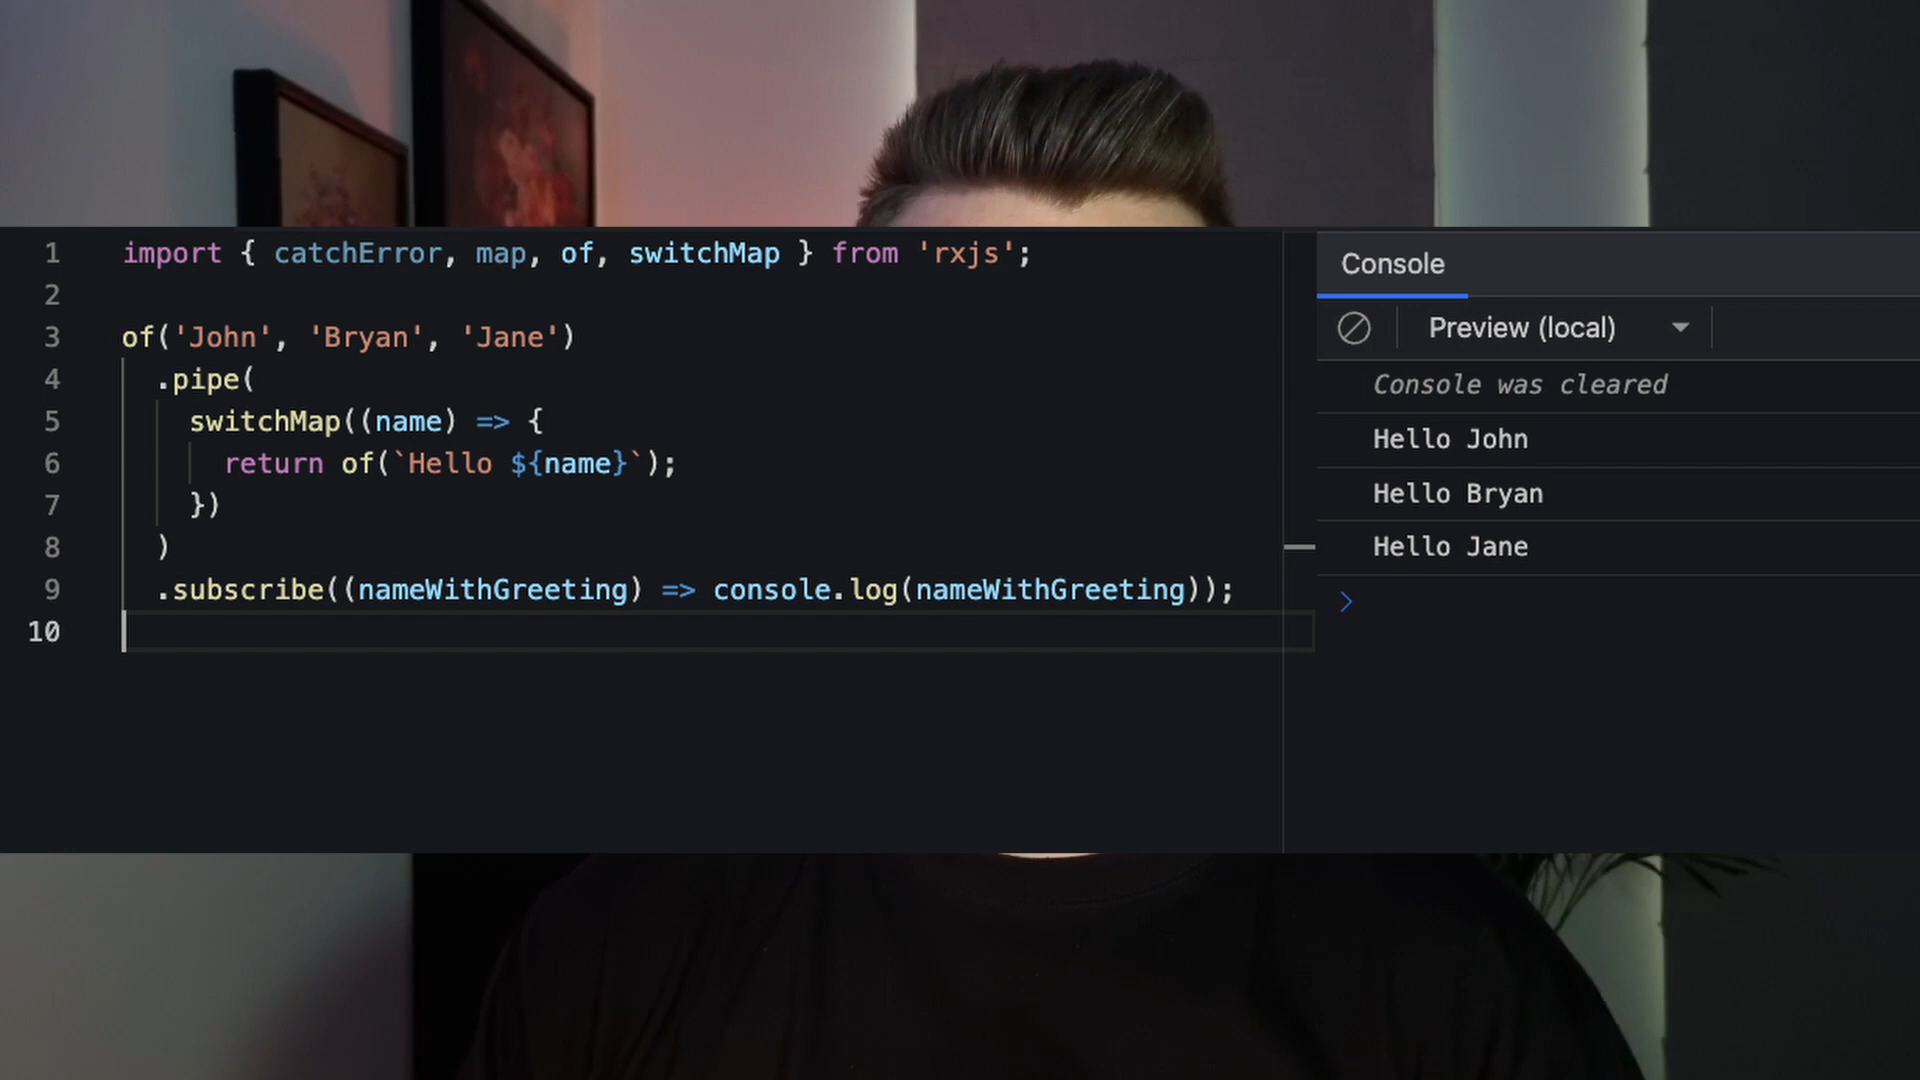 1 import { catchError, map, of, switchMap } from 'rxjs';
2
3 of('John', 'Bryan', 'Jane')
4 .pipe(
5 switchMap((name) => {
6 return of(`Hello ${name}`);
7 })
8 )
9 .subscribe((nameWithGreeting) => console.log(nameWithGreeting));
10
Console
Preview (local)
Console was cleared
Hello John
Hello Bryan
Hello Jane
>